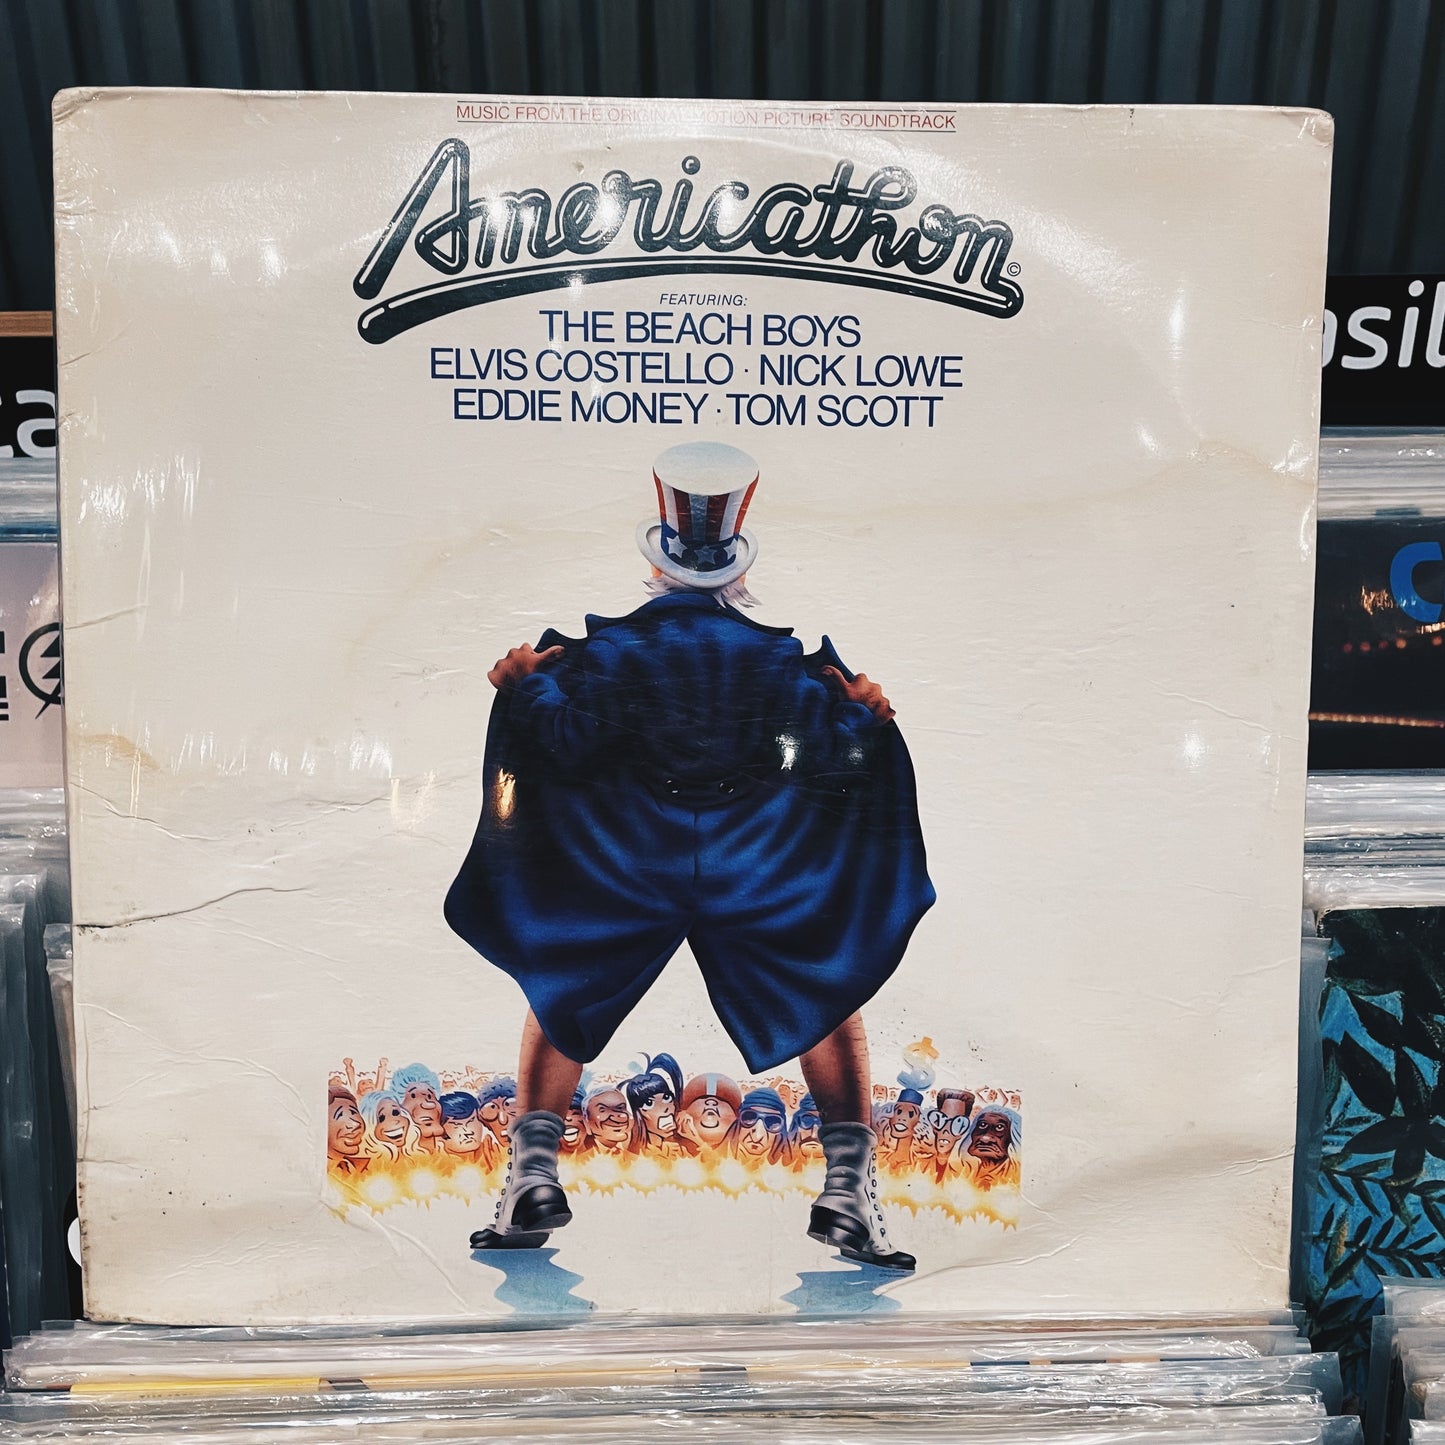 MUSIC FROM THE ORIGINAL MOTION PICTURE SOUNDTRACK
Americathon©
FEATURING:
THE BEACH BOYS
ELVIS COSTELLO · NICK LOWE
EDDIE MONEY · TOM SCOTT